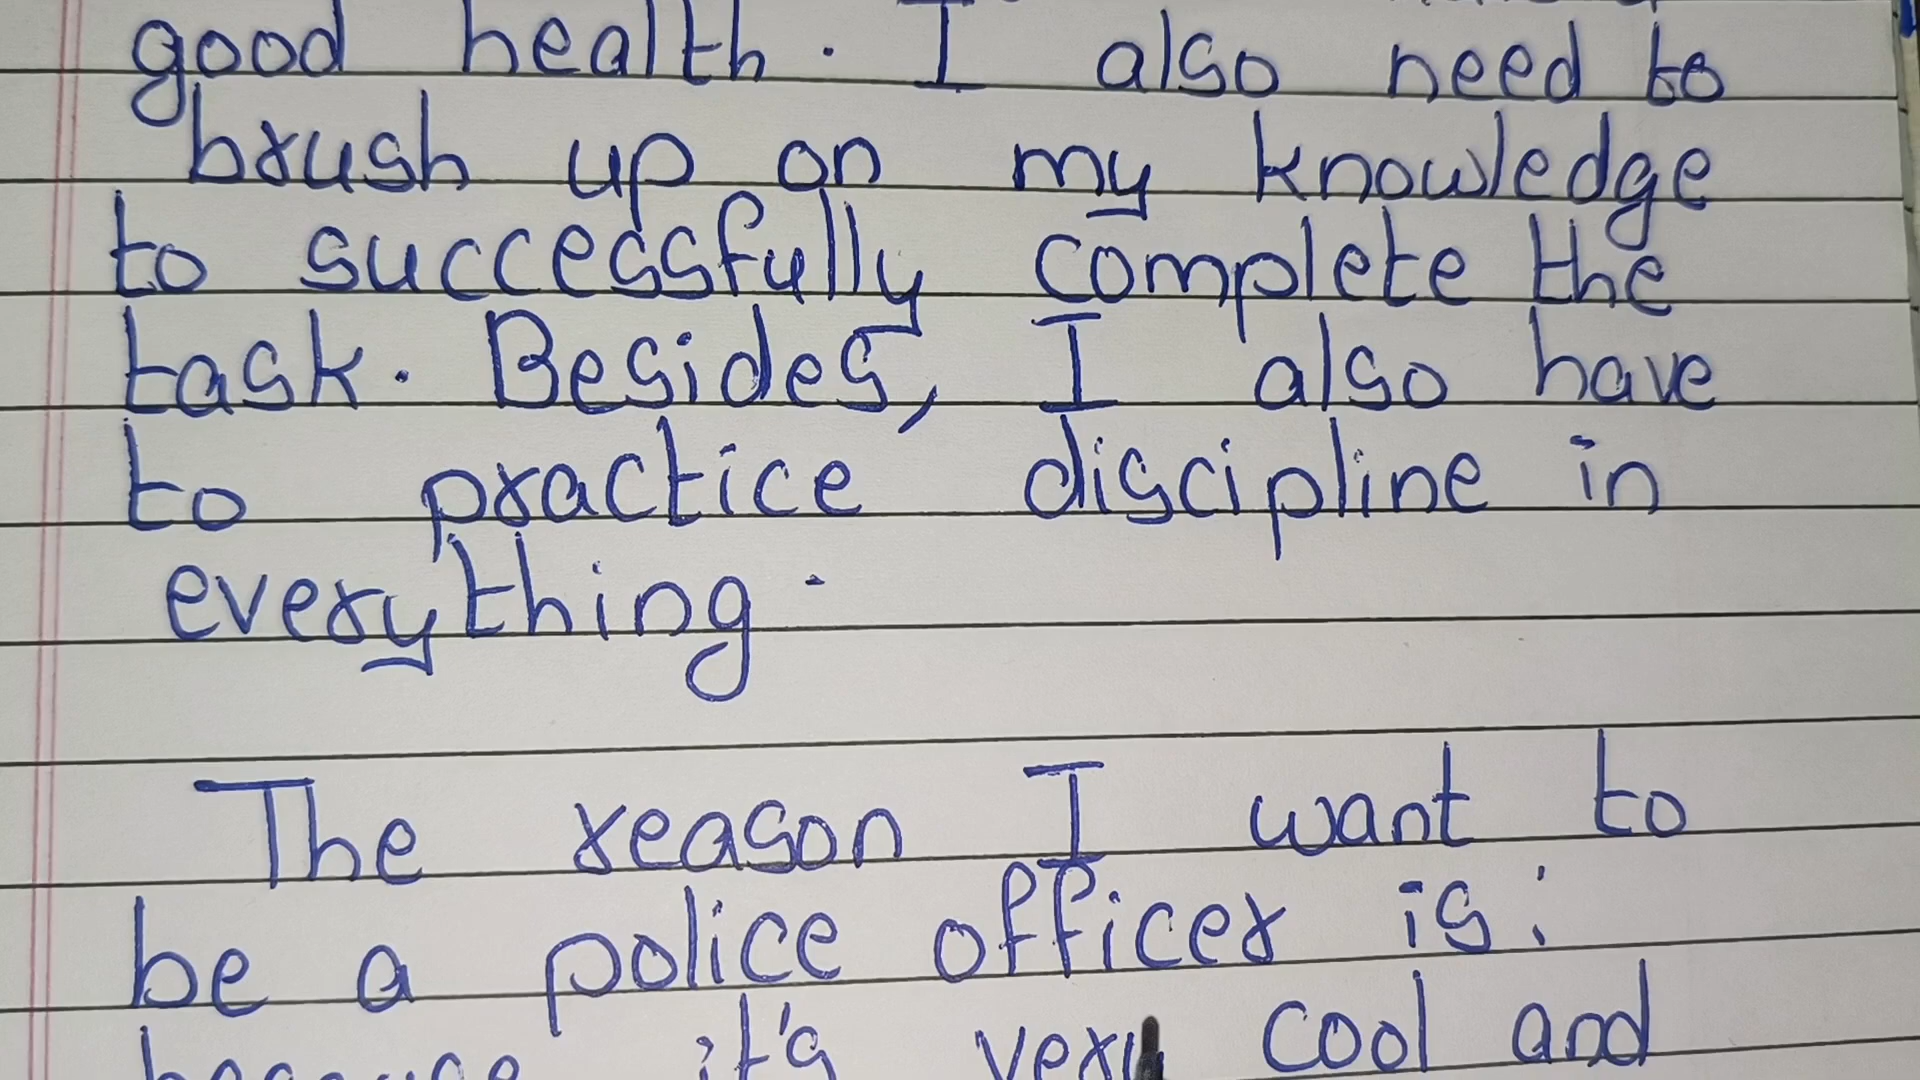 good health. I also need to
brush up on my knowledge
to successfully complete the
task. Besides, I also have
to practice discipline in
everything.
The reason I want to
be a police officer is:
because it's very cool and